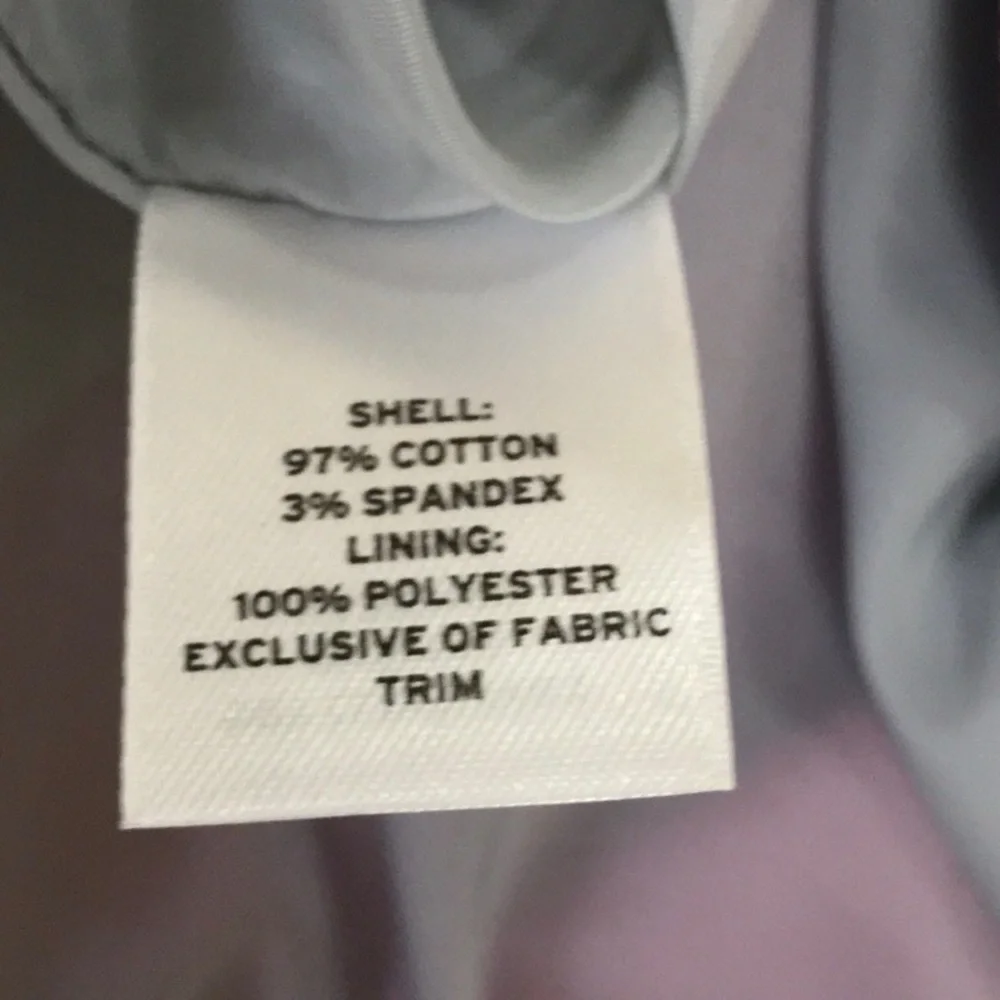 SHELL:
97% COTTON
3% SPANDEX
LINING:
100% POLYESTER
EXCLUSIVE OF FABRIC
TRIM